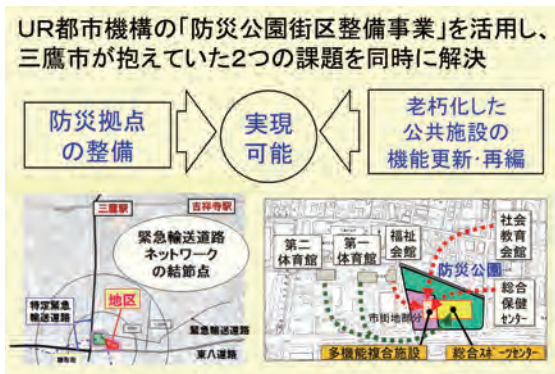 UR都市機構の「防災公園街区整備事業」を活用し、
三鷹市が抱えていた2つの課題を同時に解決
防災拠点
の整備
実現
可能
老朽化した
公共施設の
機能更新・再編
三鷹駅
吉祥寺駅
緊急輸送道路
ネットワーク
の結節点
特定緊急
輸送道路
地区
緊急輸送道路
東八道路
第二
体育館
第一
体育館
福祉
会館
社会
教育
会館
防災公園
総合
保健
センター
市街地部分
多機能複合施設
総合スポーツセンター